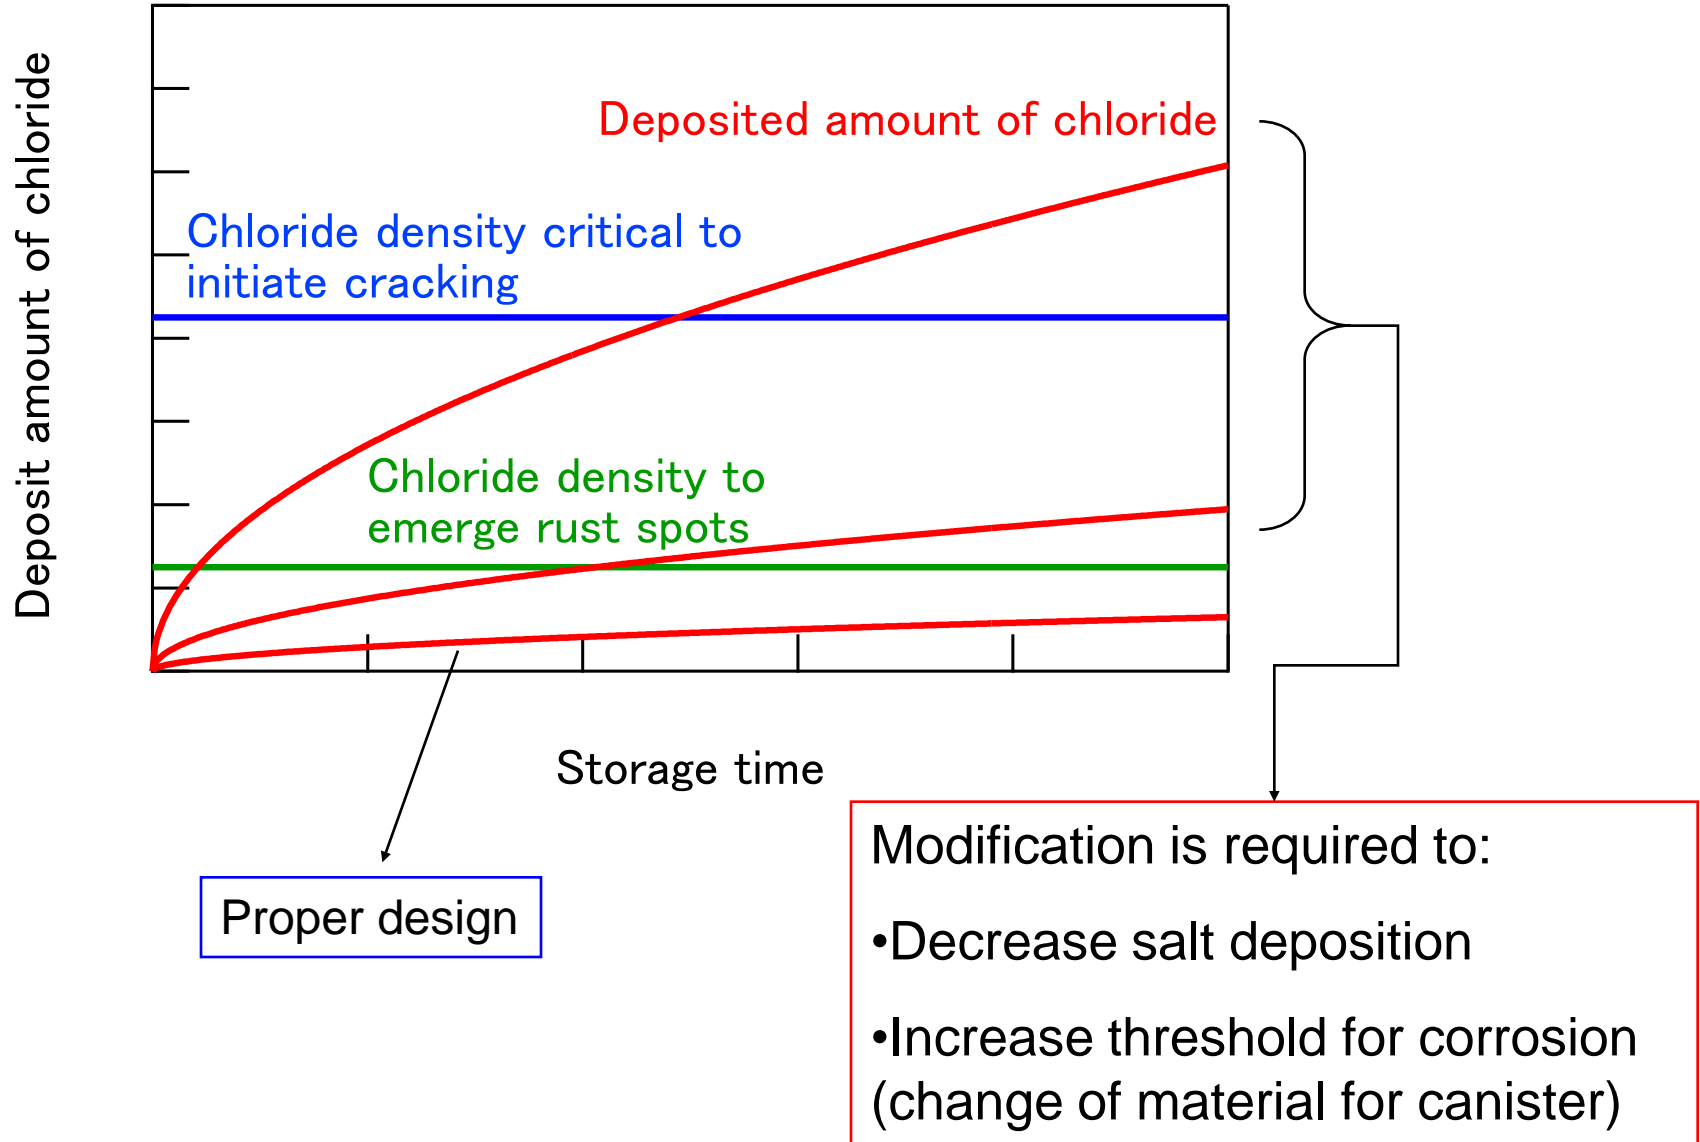 Deposit amount of chloride
Deposited amount of chloride
Chloride density critical to
initiate cracking
Chloride density to
emerge rust spots
Storage time
Proper design
Modification is required to:
•Decrease salt deposition
•Increase threshold for corrosion
(change of material for canister)